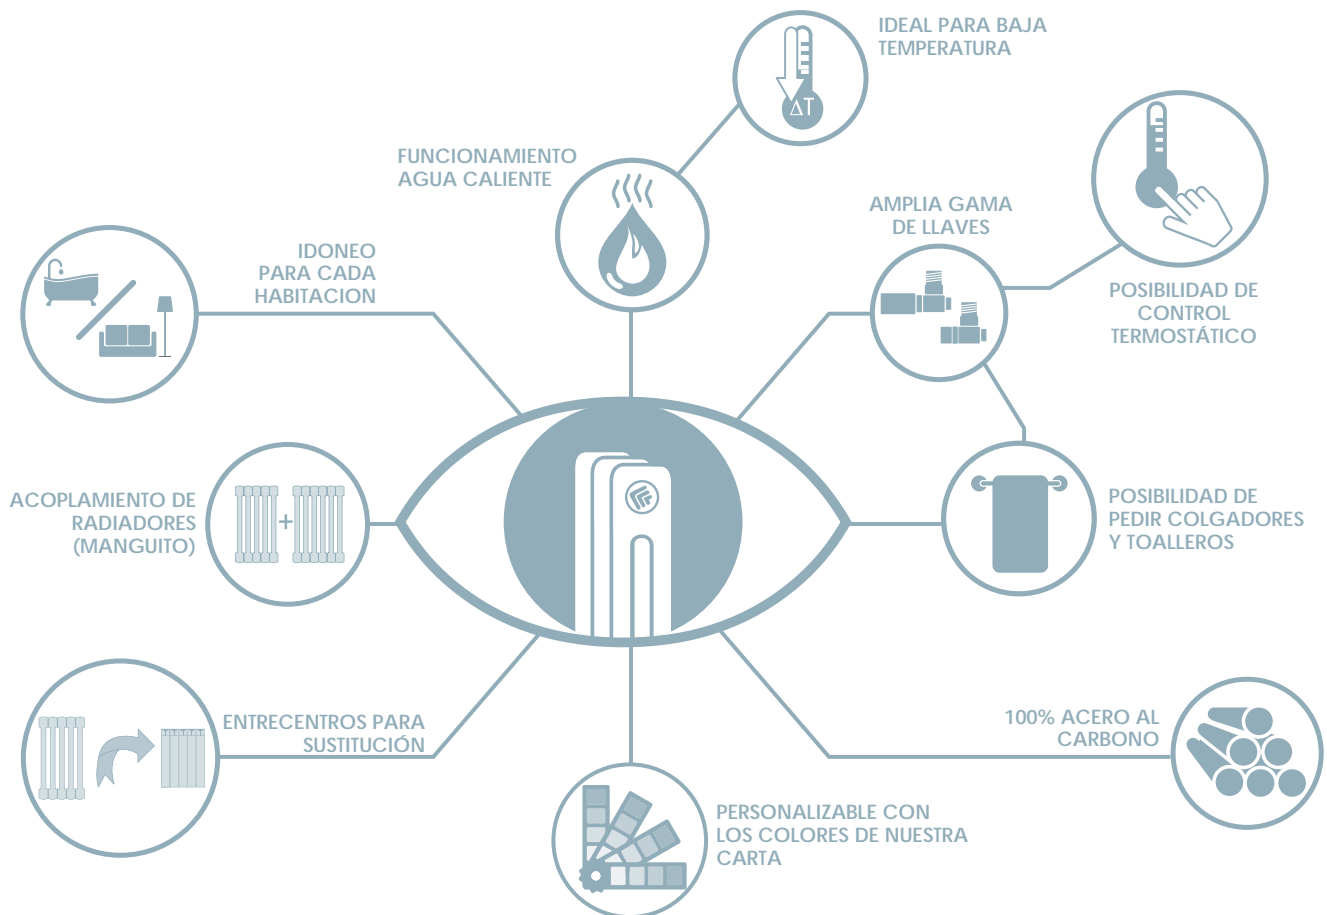 IDEAL PARA BAJA
TEMPERATURA
ΔT
FUNCIONAMIENTO
AGUA CALIENTE
AMPLIA GAMA
DE LLAVES
IDONEO
PARA CADA
HABITACION
POSIBILIDAD DE
CONTROL
TERMOSTÁTICO
ACOPLAMIENTO DE
RADIADORES
(MANGUITO)
+
POSIBILIDAD DE
PEDIR COLGADORES
Y TOALLEROS
ENTRECENTROS PARA
SUSTITUCIÓN
100% ACERO AL
CARBONO
PERSONALIZABLE CON
LOS COLORES DE NUESTRA
CARTA